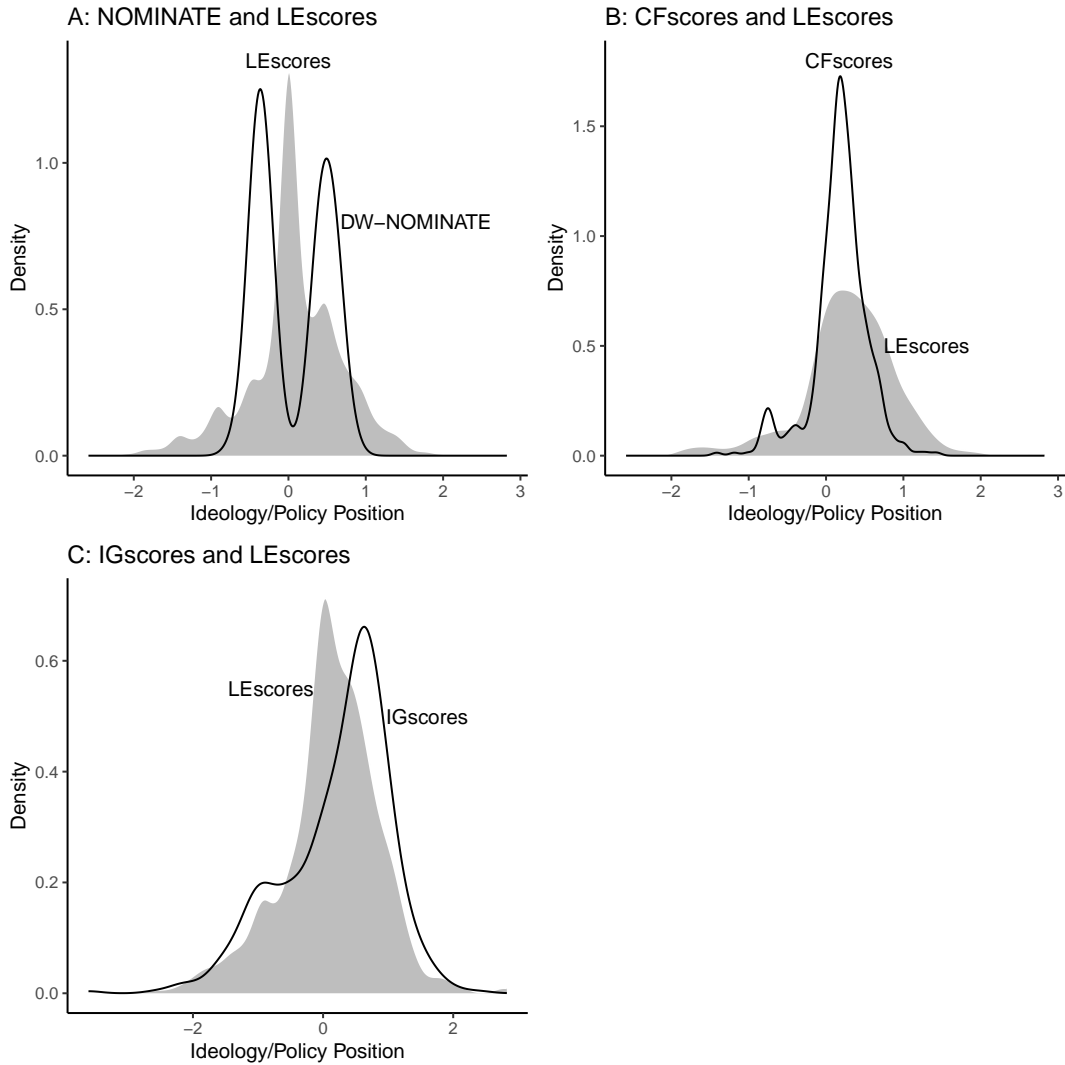 A: NOMINATE and LEscores
LEscores
DW−NOMINATE
Density
1.0
0.5
0.0
−2
−1
0
1
2
3
Ideology/Policy Position
B: CFscores and LEscores
CFscores
LEscores
Density
1.5
1.0
0.5
0.0
−2
−1
0
1
2
3
Ideology/Policy Position
C: IGscores and LEscores
LEscores
IGscores
Density
0.6
0.4
0.2
0.0
−2
0
2
Ideology/Policy Position